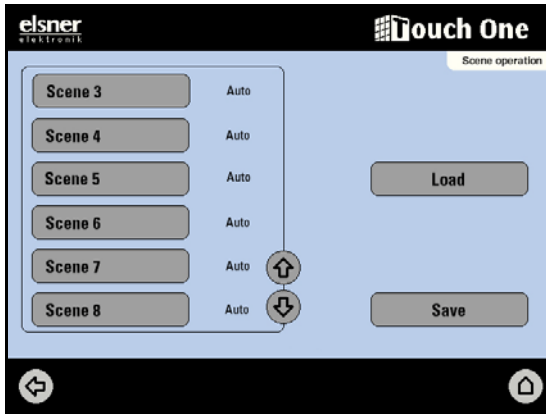 elsner
elektronik
Touch One
Scene operation
Scene 3 Auto
Scene 4 Auto
Scene 5 Auto
Load
Scene 6 Auto
Scene 7 Auto
Scene 8 Auto
Save